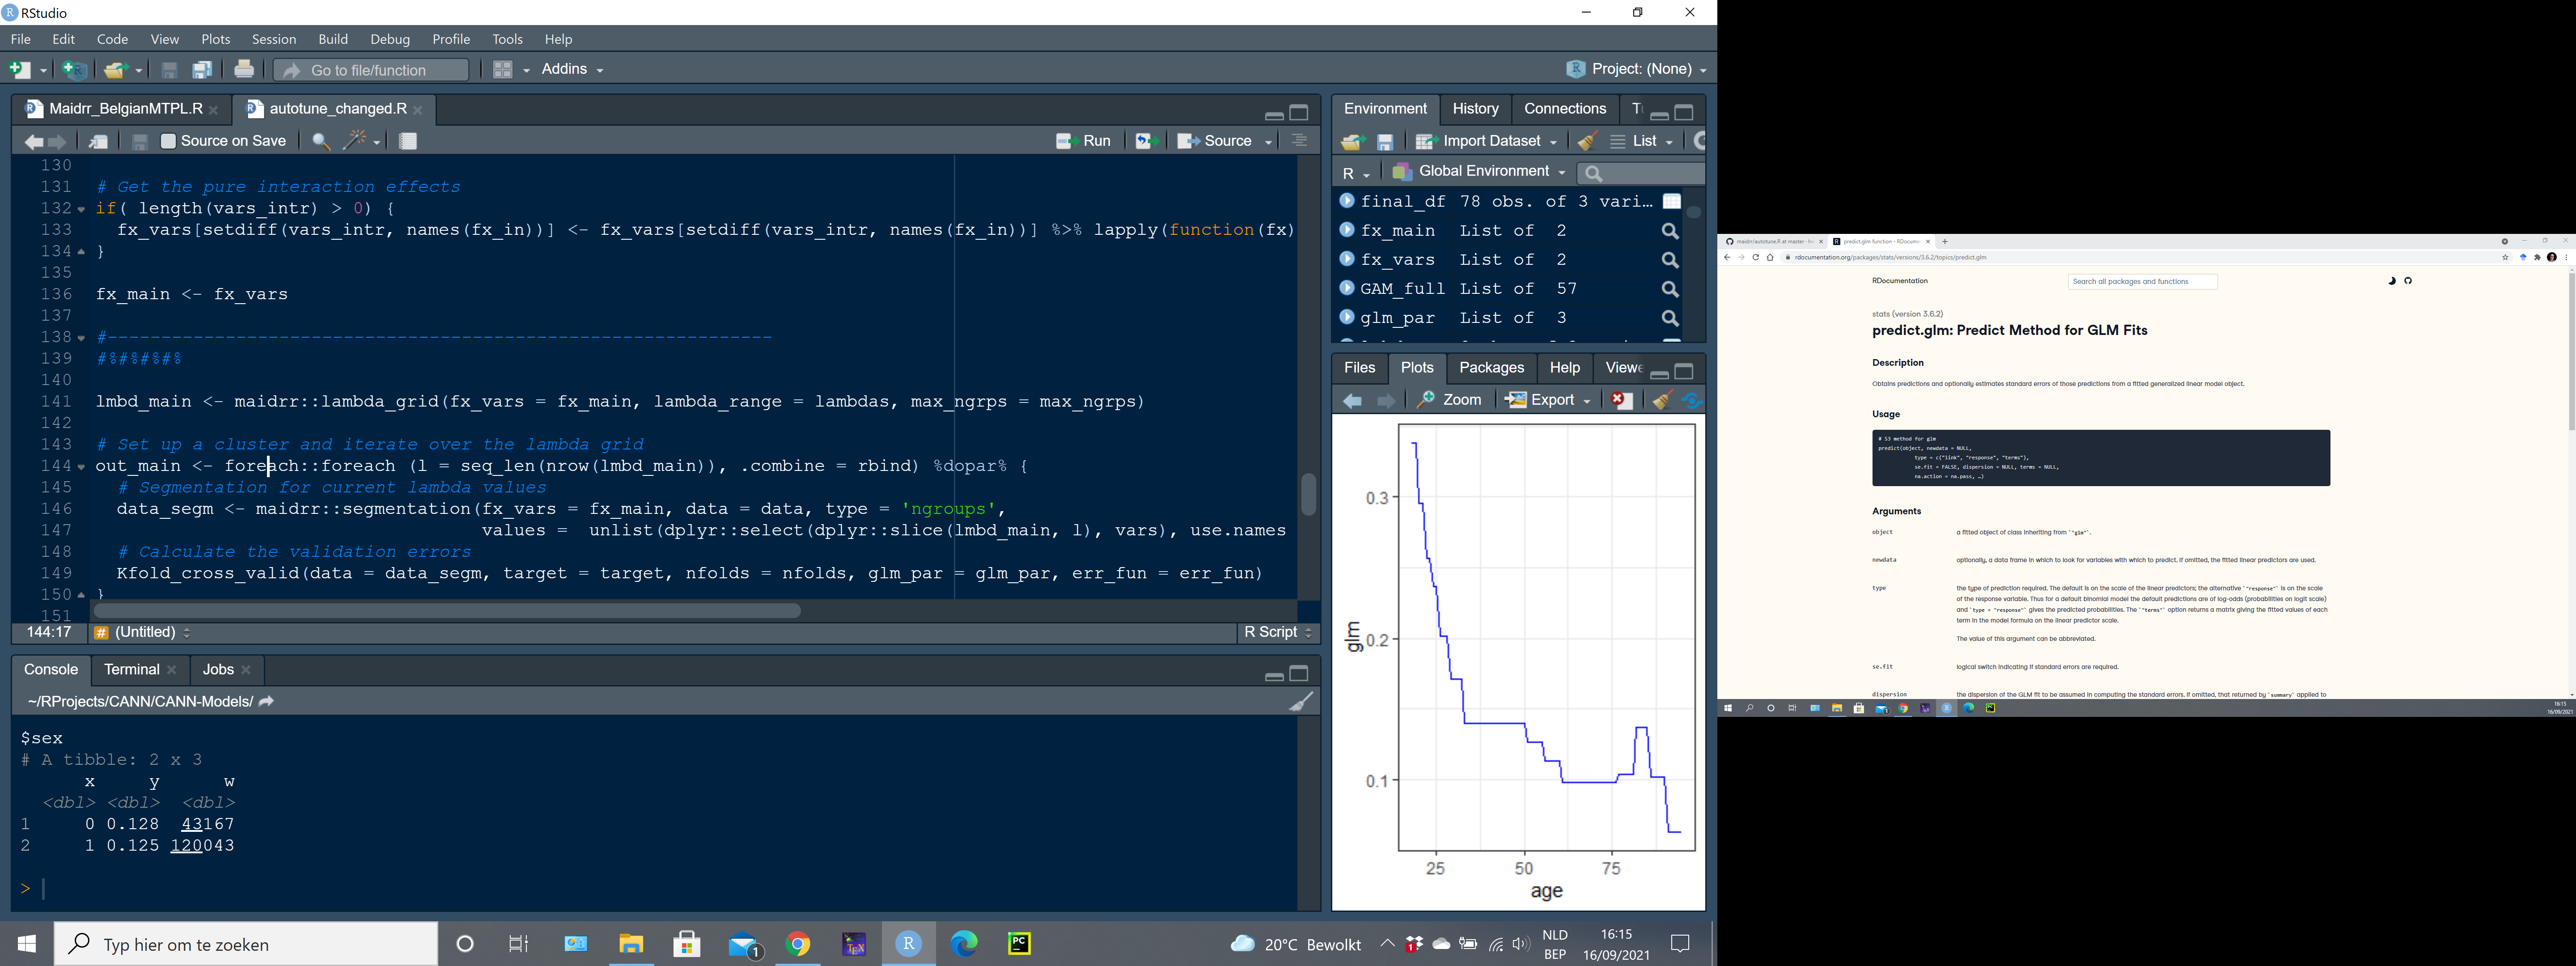 RStudio
File Edit Code View Plots Session Build Debug Profile Tools Help
Go to file/function Addins Project: (None)
Maidrr_BelgianMTPL.R autotune_changed.R
Source on Save Run Source
130
131 # Get the pure interaction effects
132 if( length(vars_intr) > 0) {
133 fx_vars[setdiff(vars_intr, names(fx_in))] <- fx_vars[setdiff(vars_intr, names(fx_in))] %>% lapply(function(fx)
134 }
135
136 fx_main <- fx_vars
137
138 #--------------------------------------------------------------
139 #%#%#%#%
140
141 lmbd_main <- maidrr::lambda_grid(fx_vars = fx_main, lambda_range = lambdas, max_ngrps = max_ngrps)
142
143 # Set up a cluster and iterate over the lambda grid
144 out_main <- foreach::foreach (l = seq_len(nrow(lmbd_main)), .combine = rbind) %dopar% {
145 # Segmentation for current lambda values
146 data_segm <- maidrr::segmentation(fx_vars = fx_main, data = data, type = 'ngroups',
147 values = unlist(dplyr::select(dplyr::slice(lmbd_main, l), vars), use.names
148 # Calculate the validation errors
149 Kfold_cross_valid(data = data_segm, target = target, nfolds = nfolds, glm_par = glm_par, err_fun = err_fun)
150 }
151
144:17 # (Untitled) R Script
Console Terminal Jobs
~/RProjects/CANN/CANN-Models/
$sex
# A tibble: 2 x 3
x y w
<dbl> <dbl> <dbl>
1 0 0.128 43167
2 1 0.125 120043
>
Environment History Connections
Import Dataset List
R Global Environment
final_df 78 obs. of 3 vari...
fx_main List of 2
fx_vars List of 2
GAM_full List of 57
glm_par List of 3
Files Plots Packages Help Viewe
Zoom Export
0.3
0.2
0.1
glm
25 50 75
age
Typ hier om te zoeken
1
20°C Bewolkt
NLD
BEP
16:15
16/09/2021
predict.glm function - RDocume
rdocumentation.org/packages/stats/versions/3.6.2/topics/predict.glm
RDocumentation Search all packages and functions
stats (version 3.6.2)
predict.glm: Predict Method for GLM Fits
Description
Obtains predictions and optionally estimates standard errors of those predictions from a fitted generalized linear model object.
Usage
# S3 method for glm
predict(object, newdata = NULL,
type = c("link", "response", "terms"),
se.fit = FALSE, dispersion = NULL, terms = NULL,
na.action = na.pass, …)
Arguments
object a fitted object of class inheriting from `"glm"`.
newdata optionally, a data frame in which to look for variables with which to predict. If omitted, the fitted linear predictors are used.
type the type of prediction required. The default is on the scale of the linear predictors; the alternative `"response"` is on the scale
of the response variable. Thus for a default binomial model the default predictions are of log-odds (probabilities on logit scale)
and `type = "response"` gives the predicted probabilities. The `"terms"` option returns a matrix giving the fitted values of each
term in the model formula on the linear predictor scale.
The value of this argument can be abbreviated.
se.fit logical switch indicating if standard errors are required.
dispersion the dispersion of the GLM fit to be assumed in computing the standard errors. If omitted, that returned by `summary` applied to
16:15
16/09/2021